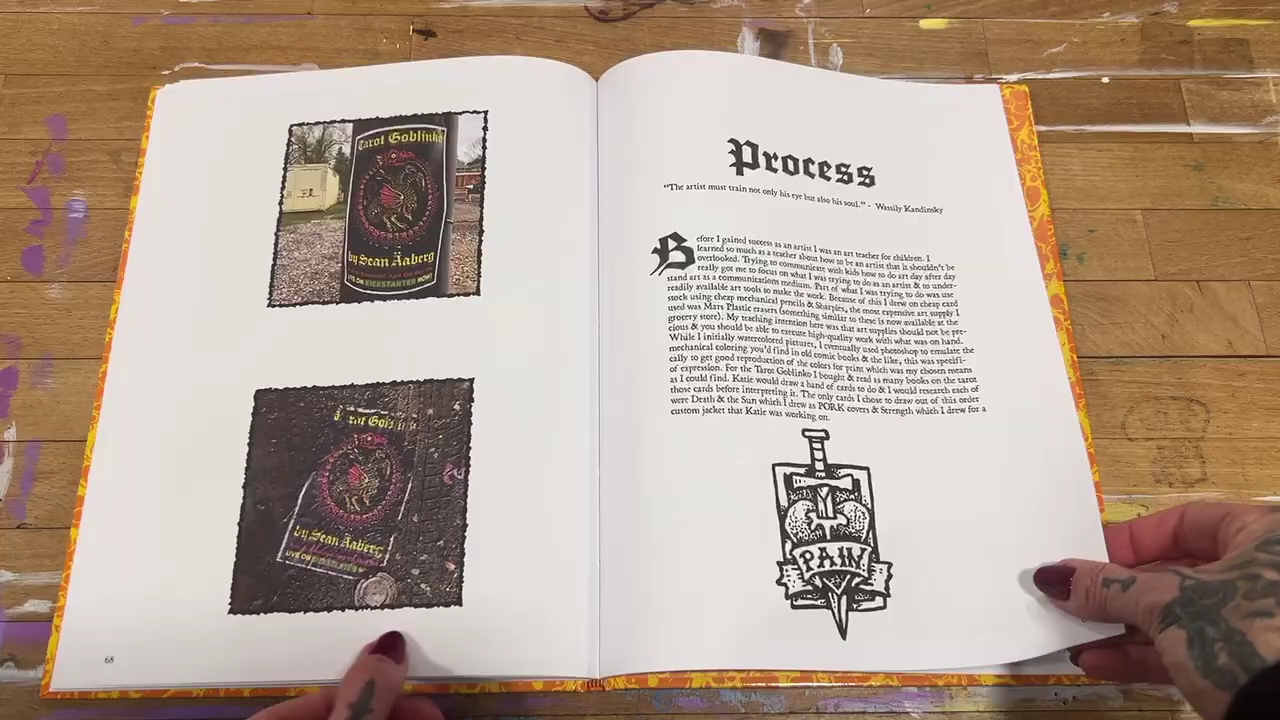 Tarot Goblinko
by Sean Äaberg
LIVE ON KICKSTARTER NOW!
by Sean Äaberg
LIVE ON KICKSTARTER
68
Process
“The artist must train not only his eye but also his soul.” - Wassily Kandinsky
Before I gained success as an artist I was an art teacher for children. I
learned so much as a teacher about how to be an artist that it shouldn't be
overlooked. Trying to communicate with kids how to do art day after day
really got me to focus on what I was trying to do as an artist & to under-
stand art as a communications medium. Part of what I was trying to do was use
readily available art tools to make the work. Because of this I drew on cheap card
stock using cheap mechanical pencils & Sharpies, the most expensive art supply I
used was Mars Plastic erasers (something similar to these is now available at the
grocery store). My teaching intention here was that art supplies should not be pre-
cious & you should be able to execute high-quality work with what was on hand.
While I initially watercolored pictures, I eventually used photoshop to emulate the
mechanical coloring you'd find in old comic books & the like, this was specifi-
cally to get good reproduction of the colors for print which was my chosen means
of expression. For the Tarot Goblinko I bought & read as many books on the tarot
as I could find. Katie would draw a hand of cards to do & I would research each of
those cards before interpreting it. The only cards I chose to draw out of this order
were Death & the Sun which I drew as PORK covers & Strength which I drew for a
custom jacket that Katie was working on.
PAIN